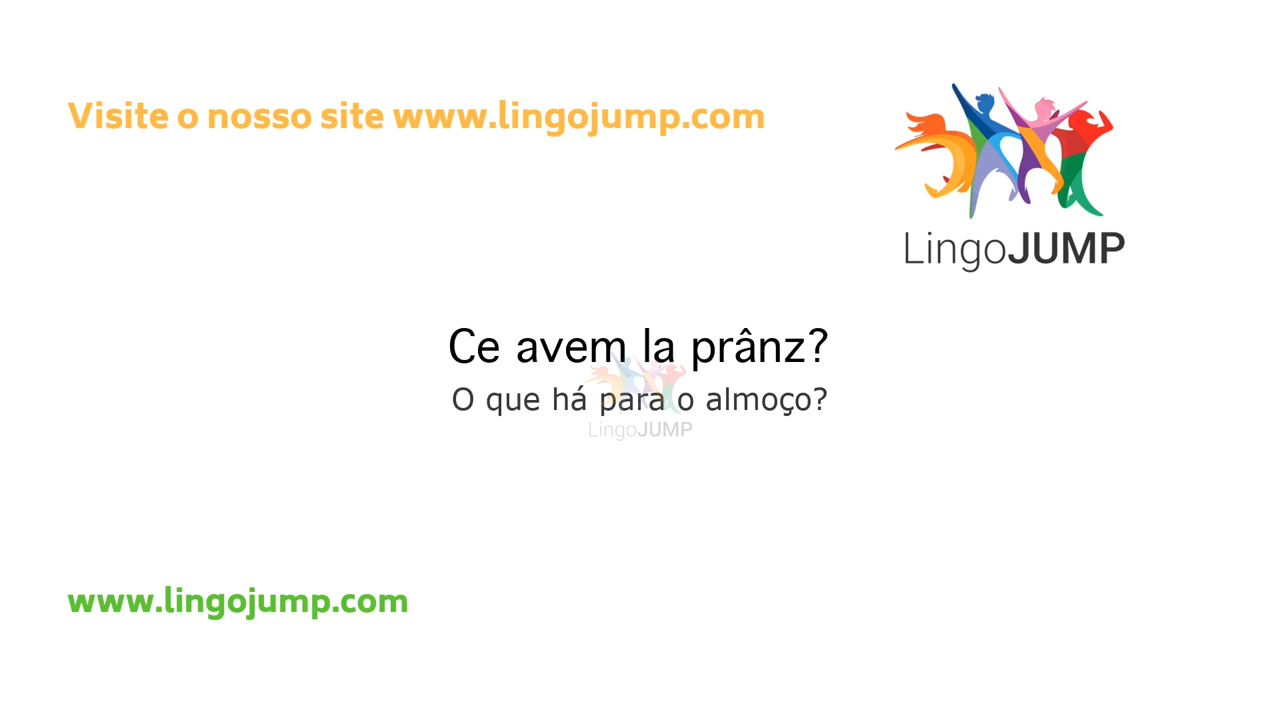 Visite o nosso site www.lingojump.com
LingoJUMP
Ce avem la prânz?
O que há para o almoço?
LingoJUMP
www.lingojump.com